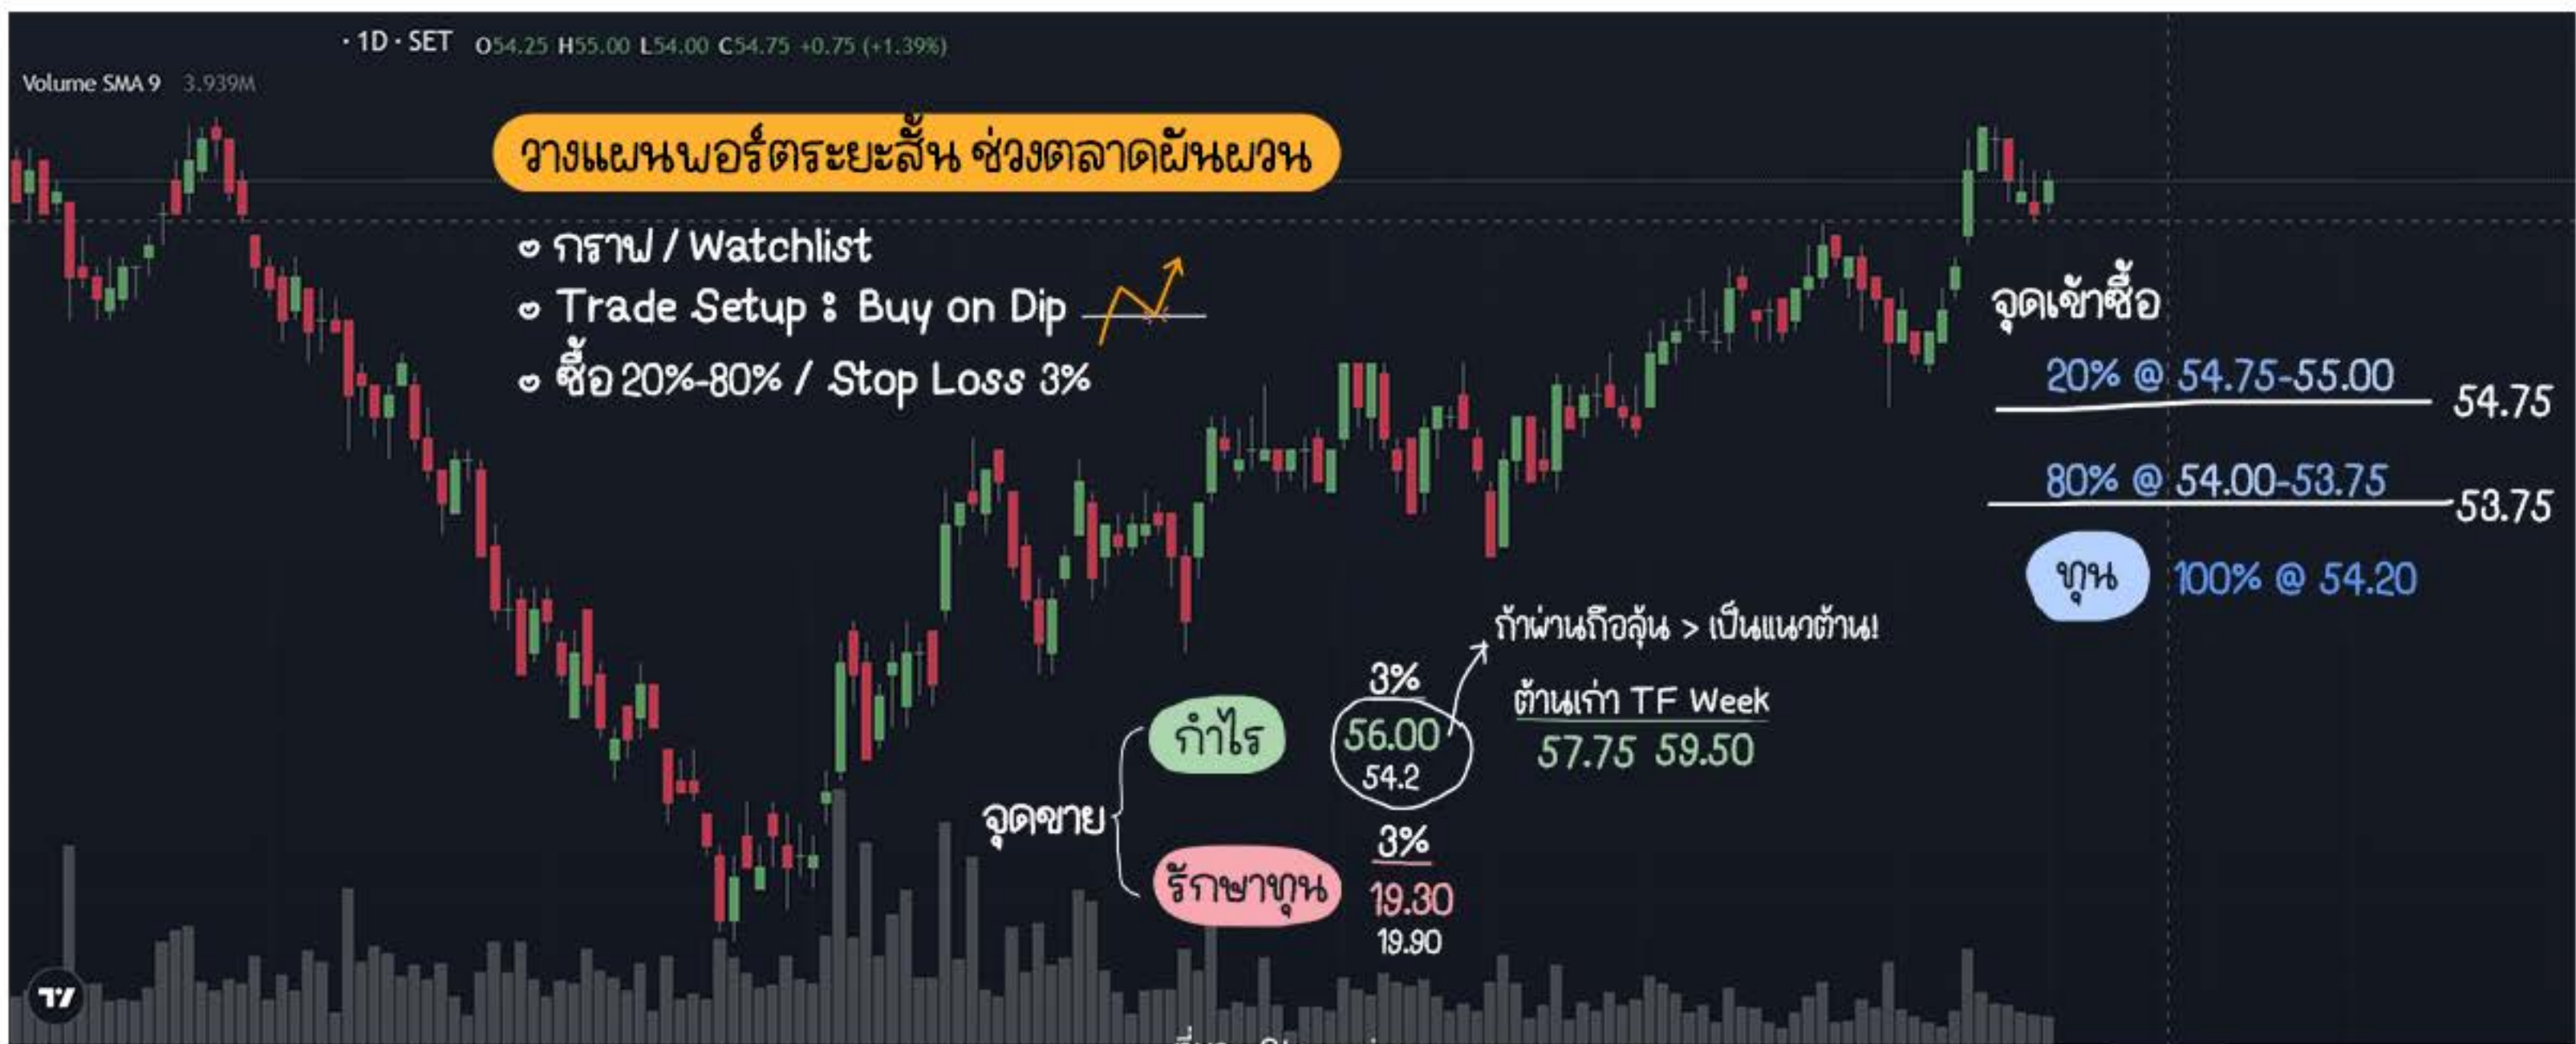 · 1D · SET O54.25 H55.00 L54.00 C54.75 +0.75 (+1.39%)
Volume SMA 9 3.939M
วางแผนพอร์ตระยะสั้น ช่วงตลาดผันผวน
กราฟ / Watchlist
Trade Setup : Buy on Dip
ซื้อ 20%-80% / Stop Loss 3%
จุดเข้าซื้อ
20% @ 54.75-55.00
54.75
80% @ 54.00-53.75
53.75
ทุน 100% @ 54.20
ถ้าผ่านถือลุ้น > เป็นแนวต้าน!
จุดขาย
กำไร
3%
56.00
54.2
ต้านเก่า TF Week
57.75 59.50
รักษาทุน
3%
19.30
19.90